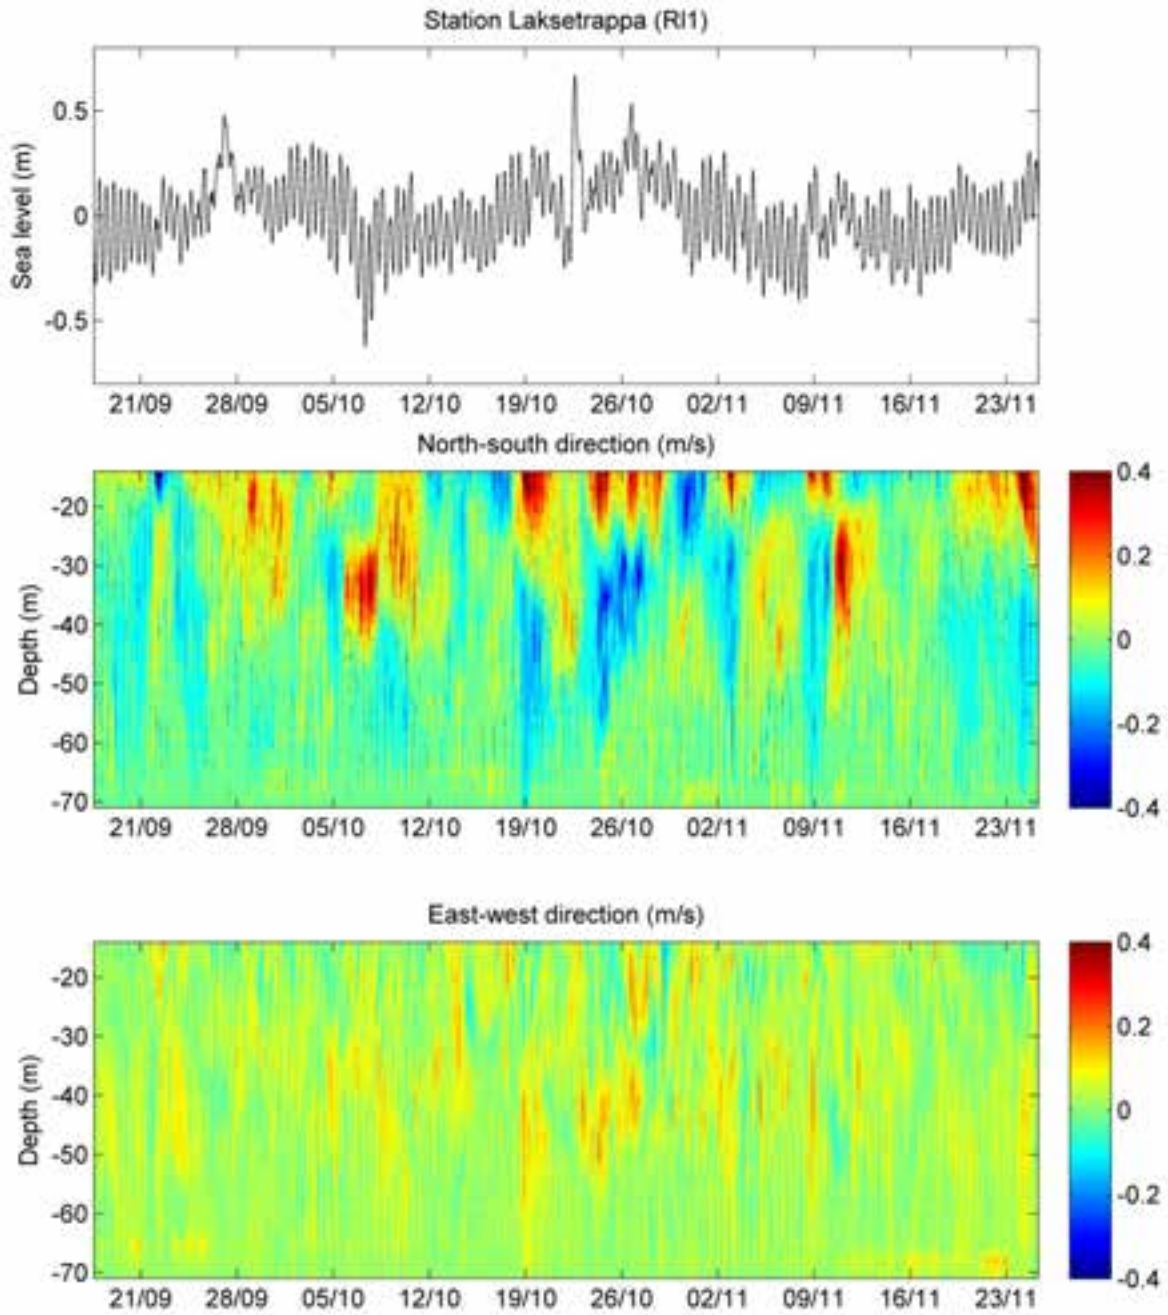 Station Laksetrappa (RI1)
Sea level (m)
0.5
0
-0.5
21/09 28/09 05/10 12/10 19/10 26/10 02/11 09/11 16/11 23/11
North-south direction (m/s)
Depth (m)
-20
-30
-40
-50
-60
-70
21/09 28/09 05/10 12/10 19/10 26/10 02/11 09/11 16/11 23/11
0.4
0.2
0
-0.2
-0.4
East-west direction (m/s)
Depth (m)
-20
-30
-40
-50
-60
-70
21/09 28/09 05/10 12/10 19/10 26/10 02/11 09/11 16/11 23/11
0.4
0.2
0
-0.2
-0.4